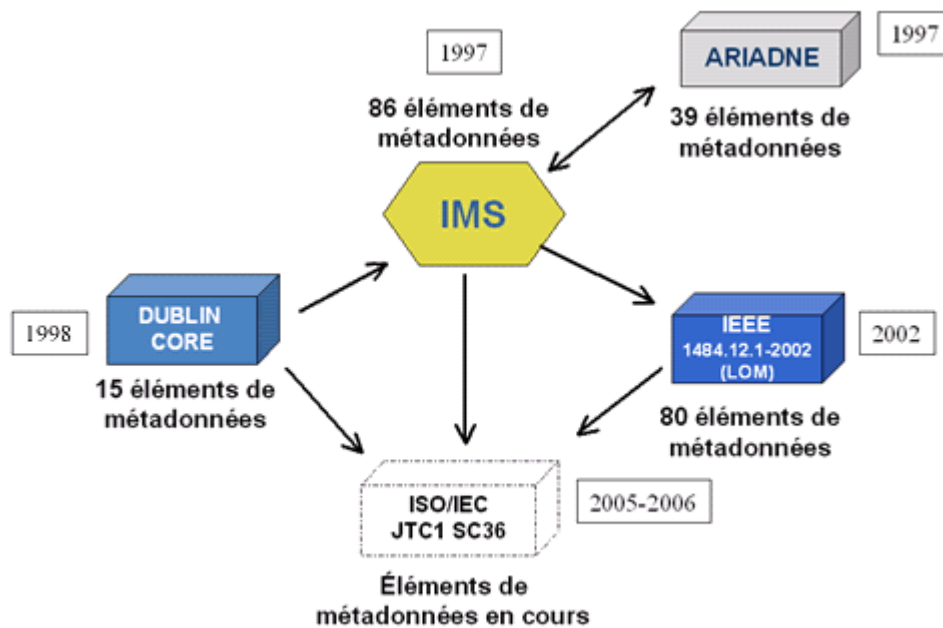 1997
ARIADNE
1997
86 éléments de
métadonnées
39 éléments de
métadonnées
IMS
1998
DUBLIN
CORE
15 éléments de
métadonnées
IEEE
1484.12.1-2002
(LOM)
2002
80 éléments de
métadonnées
ISO/IEC
JTC1 SC36
2005-2006
Éléments de
métadonnées en cours